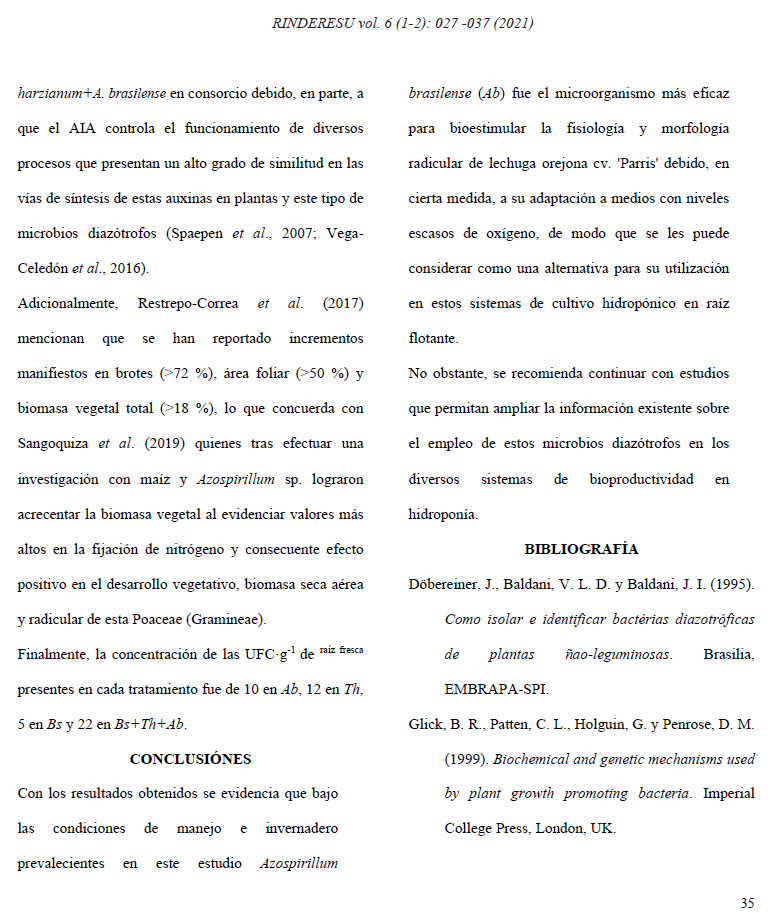 RINDERESU vol. 6 (1-2): 027 -037 (2021)
harzianum+A. brasilense en consorcio debido, en parte, a
que el AIA controla el funcionamiento de diversos
procesos que presentan un alto grado de similitud en las
vías de síntesis de estas auxinas en plantas y este tipo de
microbios diazótrofos (Spaepen et al., 2007; Vega-
Celedón et al., 2016).
Adicionalmente, Restrepo-Correa et al. (2017)
mencionan que se han reportado incrementos
manifiestos en brotes (>72 %), área foliar (>50 %) y
biomasa vegetal total (>18 %), lo que concuerda con
Sangoquiza et al. (2019) quienes tras efectuar una
investigación con maíz y Azospirillum sp. lograron
acrecentar la biomasa vegetal al evidenciar valores más
altos en la fijación de nitrógeno y consecuente efecto
positivo en el desarrollo vegetativo, biomasa seca aérea
y radicular de esta Poaceae (Gramineae).
Finalmente, la concentración de las UFC·g-1 de raíz fresca
presentes en cada tratamiento fue de 10 en Ab, 12 en Th,
5 en Bs y 22 en Bs+Th+Ab.
CONCLUSIÓNES
Con los resultados obtenidos se evidencia que bajo
las condiciones de manejo e invernadero
prevalecientes en este estudio Azospirillum
brasilense (Ab) fue el microorganismo más eficaz
para bioestimular la fisiología y morfología
radicular de lechuga orejona cv. 'Parris' debido, en
cierta medida, a su adaptación a medios con niveles
escasos de oxígeno, de modo que se les puede
considerar como una alternativa para su utilización
en estos sistemas de cultivo hidropónico en raíz
flotante.
No obstante, se recomienda continuar con estudios
que permitan ampliar la información existente sobre
el empleo de estos microbios diazótrofos en los
diversos sistemas de bioproductividad en
hidroponía.
BIBLIOGRAFÍA
Döbereiner, J., Baldani, V. L. D. y Baldani, J. I. (1995).
Como isolar e identificar bactérias diazotróficas
de plantas ñao-leguminosas. Brasilia,
EMBRAPA-SPI.
Glick, B. R., Patten, C. L., Holguin, G. y Penrose, D. M.
(1999). Biochemical and genetic mechanisms used
by plant growth promoting bacteria. Imperial
College Press, London, UK.
35